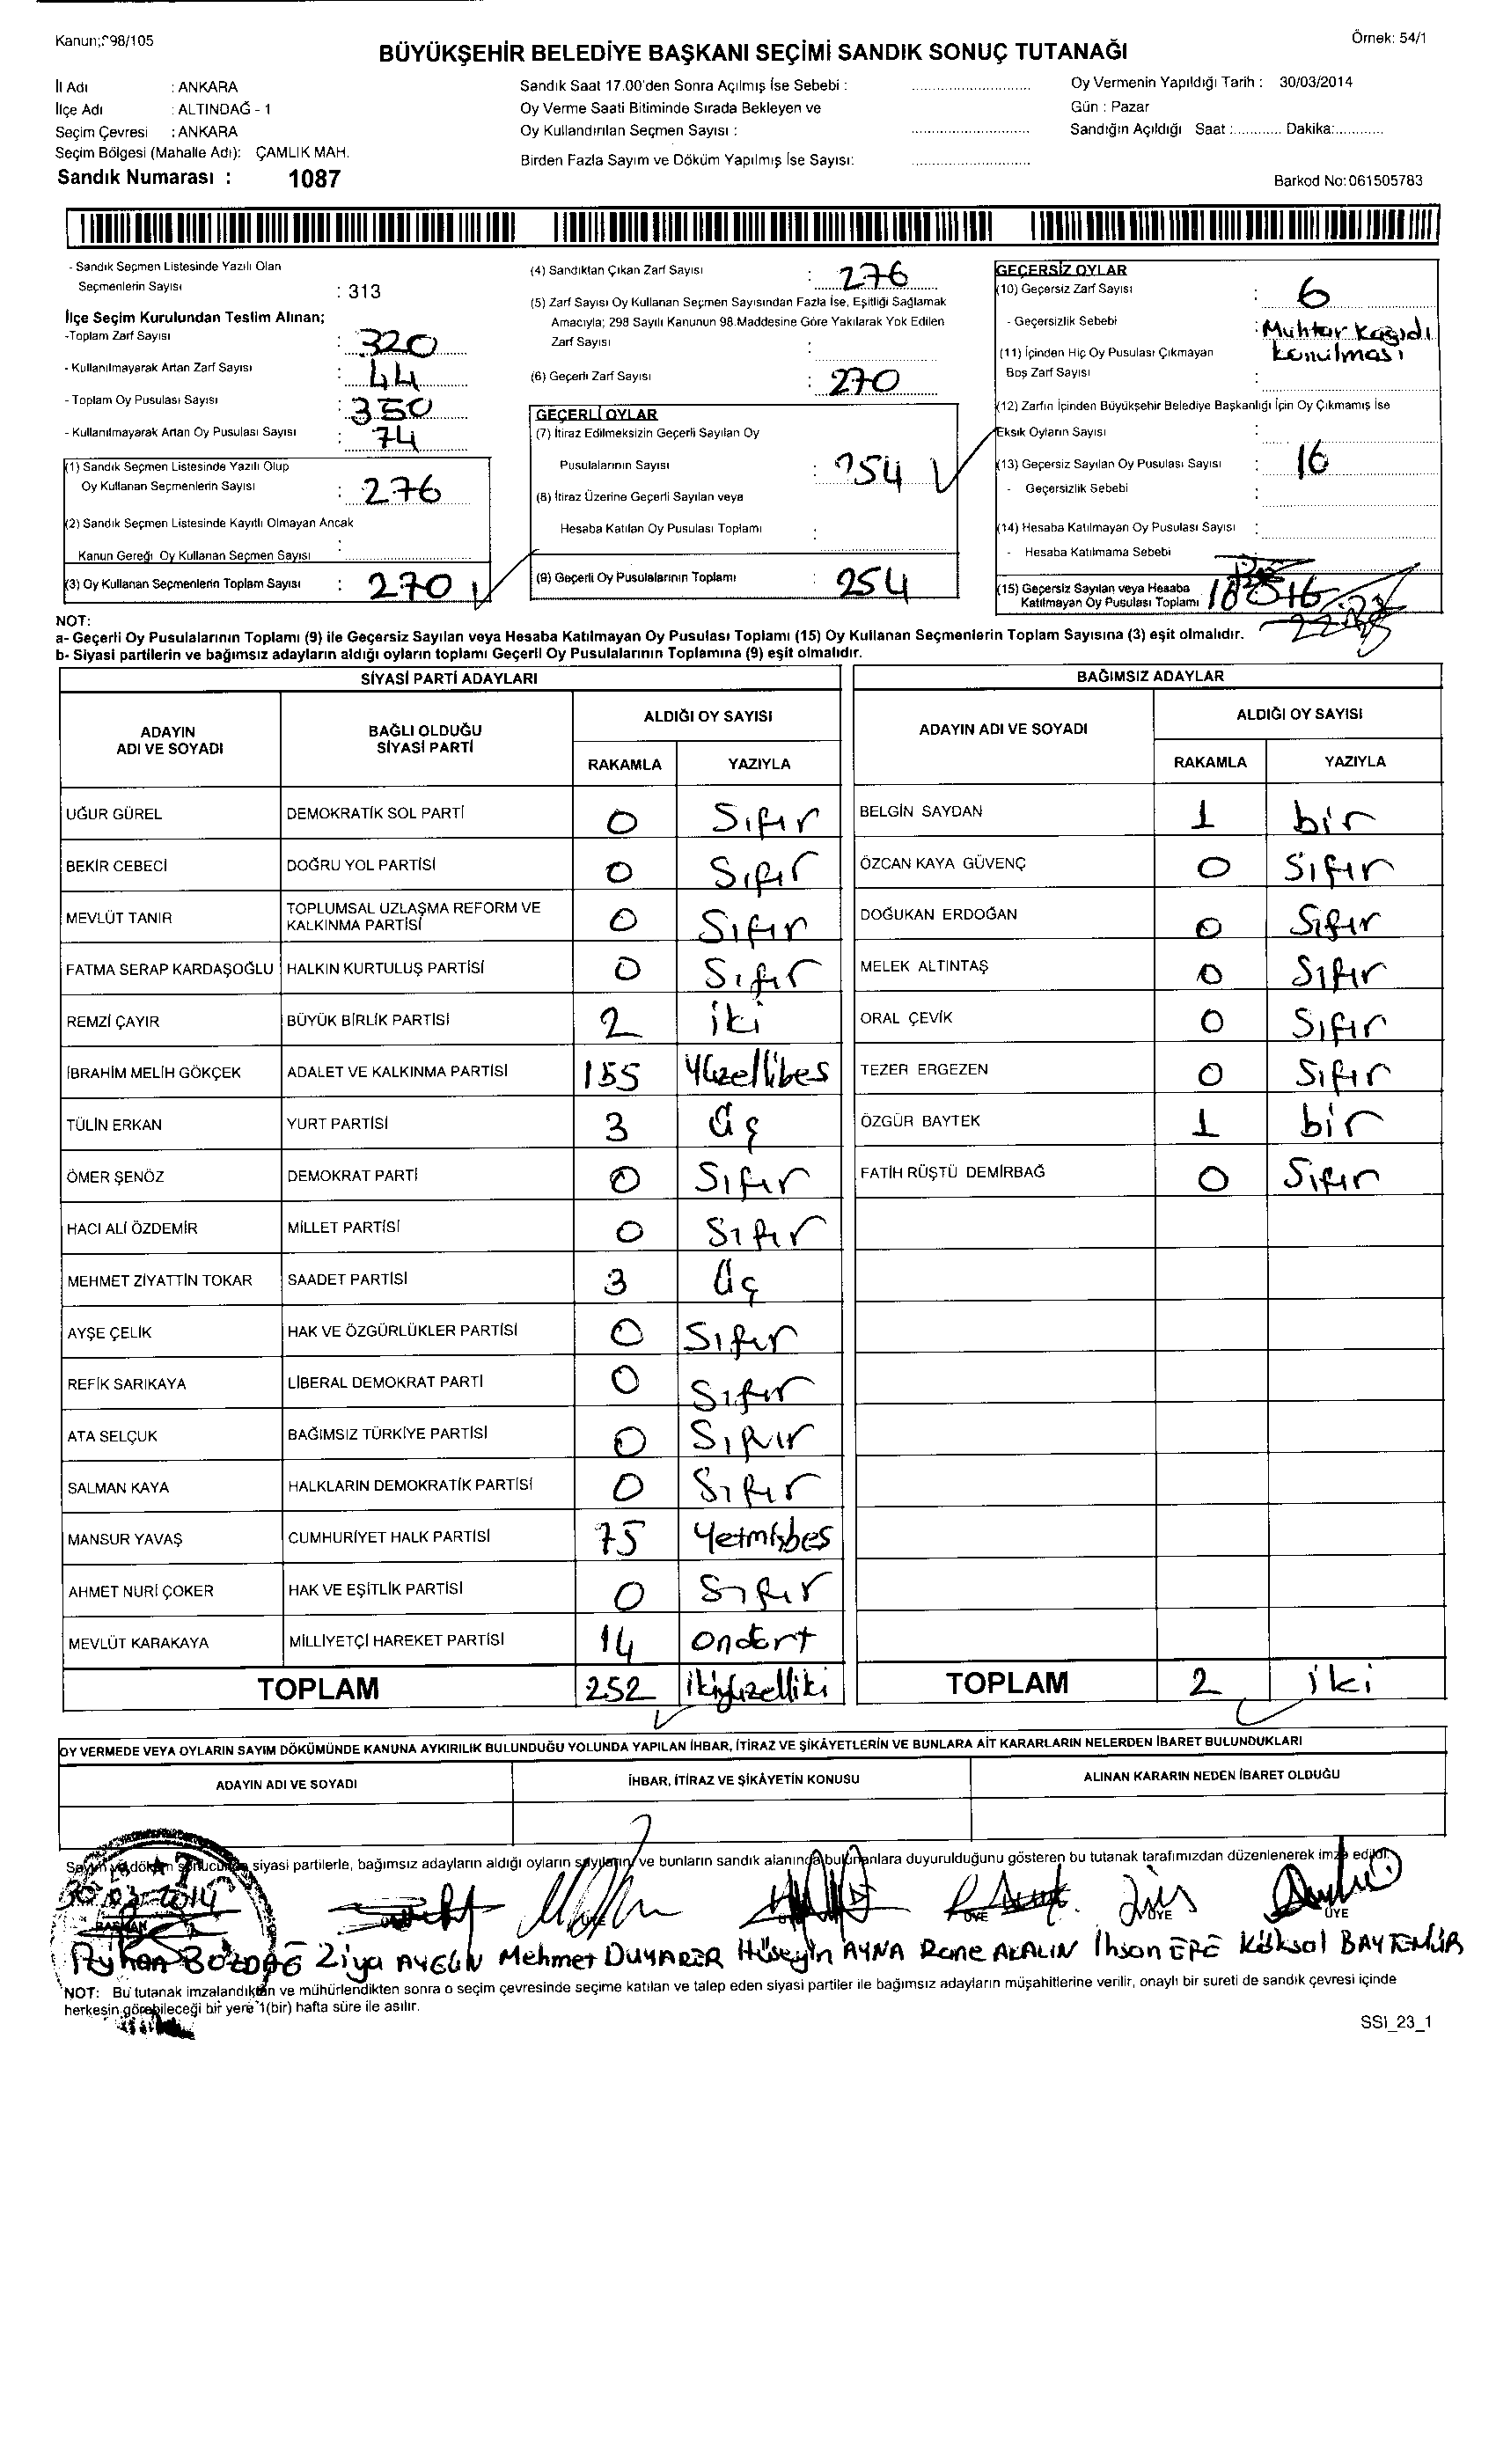 Kanun;298/105
Örnek: 54/1
BÜYÜKŞEHİR BELEDİYE BAŞKANI SEÇİMİ SANDIK SONUÇ TUTANAĞI
İl Adı : ANKARA
İlçe Adı : ALTINDAĞ - 1
Seçim Çevresi : ANKARA
Seçim Bölgesi (Mahalle Adı): ÇAMLIK MAH.
Sandık Numarası : 1087
Sandık Saat 17.00'den Sonra Açılmış İse Sebebi :
Oy Verme Saati Bitiminde Sırada Bekleyen ve
Oy Kullandırılan Seçmen Sayısı :
Birden Fazla Sayım ve Döküm Yapılmış İse Sayısı:
Oy Vermenin Yapıldığı Tarih : 30/03/2014
Gün : Pazar
Sandığın Açıldığı Saat :............ Dakika:............
Barkod No:061505783
- Sandık Seçmen Listesinde Yazılı Olan
Seçmenlerin Sayısı : 313
İlçe Seçim Kurulundan Teslim Alınan;
-Toplam Zarf Sayısı : 320
- Kullanılmayarak Artan Zarf Sayısı : 44
- Toplam Oy Pusulası Sayısı : 350
- Kullanılmayarak Artan Oy Pusulası Sayısı : 74
(1) Sandık Seçmen Listesinde Yazılı Olup
Oy Kullanan Seçmenlerin Sayısı : 276
(2) Sandık Seçmen Listesinde Kayıtlı Olmayan Ancak
Kanun Gereği Oy Kullanan Seçmen Sayısı :
(3) Oy Kullanan Seçmenlerin Toplam Sayısı : 270
(4) Sandıktan Çıkan Zarf Sayısı : 276
(5) Zarf Sayısı Oy Kullanan Seçmen Sayısından Fazla İse, Eşitliği Sağlamak
Amacıyla; 298 Sayılı Kanunun 98.Maddesine Göre Yakılarak Yok Edilen
Zarf Sayısı :
(6) Geçerli Zarf Sayısı : 270
GEÇERLİ OYLAR
(7) İtiraz Edilmeksizin Geçerli Sayılan Oy
Pusulalarının Sayısı : 254
(8) İtiraz Üzerine Geçerli Sayılan veya
Hesaba Katılan Oy Pusulası Toplamı :
(9) Geçerli Oy Pusulalarının Toplamı : 254
GEÇERSİZ OYLAR
(10) Geçersiz Zarf Sayısı : 6
- Geçersizlik Sebebi : Muhtar Kağıdı
konulması
(11) İçinden Hiç Oy Pusulası Çıkmayan
Boş Zarf Sayısı :
(12) Zarfın İçinden Büyükşehir Belediye Başkanlığı İçin Oy Çıkmamış İse
Eksik Oyların Sayısı :
(13) Geçersiz Sayılan Oy Pusulası Sayısı : 16
- Geçersizlik Sebebi :
(14) Hesaba Katılmayan Oy Pusulası Sayısı :
- Hesaba Katılmama Sebebi
(15) Geçersiz Sayılan veya Hesaba
Katılmayan Oy Pusulası Toplamı 16
NOT:
a- Geçerli Oy Pusulalarının Toplamı (9) ile Geçersiz Sayılan veya Hesaba Katılmayan Oy Pusulası Toplamı (15) Oy Kullanan Seçmenlerin Toplam Sayısına (3) eşit olmalıdır.
b- Siyasi partilerin ve bağımsız adayların aldığı oyların toplamı Geçerli Oy Pusulalarının Toplamına (9) eşit olmalıdır.
SİYASİ PARTİ ADAYLARI
ADAYIN ADI VE SOYADI BAĞLI OLDUĞU SİYASİ PARTİ ALDIĞI OY SAYISI RAKAMLA YAZIYLA
UĞUR GÜREL DEMOKRATİK SOL PARTİ 0 Sıfır
BEKİR CEBECİ DOĞRU YOL PARTİSİ 0 Sıfır
MEVLÜT TANIR TOPLUMSAL UZLAŞMA REFORM VE KALKINMA PARTİSİ 0 Sıfır
FATMA SERAP KARDAŞOĞLU HALKIN KURTULUŞ PARTİSİ 0 Sıfır
REMZİ ÇAYIR BÜYÜK BİRLİK PARTİSİ 2 iki
İBRAHİM MELİH GÖKÇEK ADALET VE KALKINMA PARTİSİ 155 Yüzellibes
TÜLİN ERKAN YURT PARTİSİ 3 Üç
ÖMER ŞENÖZ DEMOKRAT PARTİ 0 Sıfır
HACI ALİ ÖZDEMİR MİLLET PARTİSİ 0 Sıfır
MEHMET ZİYATTİN TOKAR SAADET PARTİSİ 3 Üç
AYŞE ÇELİK HAK VE ÖZGÜRLÜKLER PARTİSİ 0 Sıfır
REFİK SARIKAYA LİBERAL DEMOKRAT PARTİ 0 Sıfır
ATA SELÇUK BAĞIMSIZ TÜRKİYE PARTİSİ 0 Sıfır
SALMAN KAYA HALKLARIN DEMOKRATİK PARTİSİ 0 Sıfır
MANSUR YAVAŞ CUMHURİYET HALK PARTİSİ 75 Yetmişbes
AHMET NURİ ÇOKER HAK VE EŞİTLİK PARTİSİ 0 Sıfır
MEVLÜT KARAKAYA MİLLİYETÇİ HAREKET PARTİSİ 14 Ondört
TOPLAM 252 ikiyüzelliki
BAĞIMSIZ ADAYLAR
ADAYIN ADI VE SOYADI ALDIĞI OY SAYISI RAKAMLA YAZIYLA
BELGİN SAYDAN 1 bir
ÖZCAN KAYA GÜVENÇ 0 Sıfır
DOĞUKAN ERDOĞAN 0 Sıfır
MELEK ALTINTAŞ 0 Sıfır
ORAL ÇEVİK 0 Sıfır
TEZER ERGEZEN 0 Sıfır
ÖZGÜR BAYTEK 1 bir
FATİH RÜŞTÜ DEMİRBAĞ 0 Sıfır
TOPLAM 2 iki
OY VERMEDE VEYA OYLARIN SAYIM DÖKÜMÜNDE KANUNA AYKIRILIK BULUNDUĞU YOLUNDA YAPILAN İHBAR, İTİRAZ VE ŞİKÂYETLERİN VE BUNLARA AİT KARARLARIN NELERDEN İBARET BULUNDUKLARI
ADAYIN ADI VE SOYADI İHBAR, İTİRAZ VE ŞİKÂYETİN KONUSU ALINAN KARARIN NEDEN İBARET OLDUĞU
Sayım ve döküm sonucunda siyasi partilerle, bağımsız adayların aldığı oyların sayılarını ve bunların sandık alanında bulunanlara duyurulduğunu gösteren bu tutanak tarafımızdan düzenlenerek imza edildi.
30.03.2014
BAŞKAN ÜYE ÜYE ÜYE ÜYE
Ayhan BOZDAĞ Ziya AYGÜN Mehmet DUYARER Hüseyin AYNA Rane AKALIN İhsan EFE Köksal BAYTEMÜR
NOT: Bu tutanak imzalandıktan ve mühürlendikten sonra o seçim çevresinde seçime katılan ve talep eden siyasi partiler ile bağımsız adayların müşahitlerine verilir, onaylı bir sureti de sandık çevresi içinde
herkesin görebileceği bir yere 1(bir) hafta süre ile asılır.
SSI_23_1